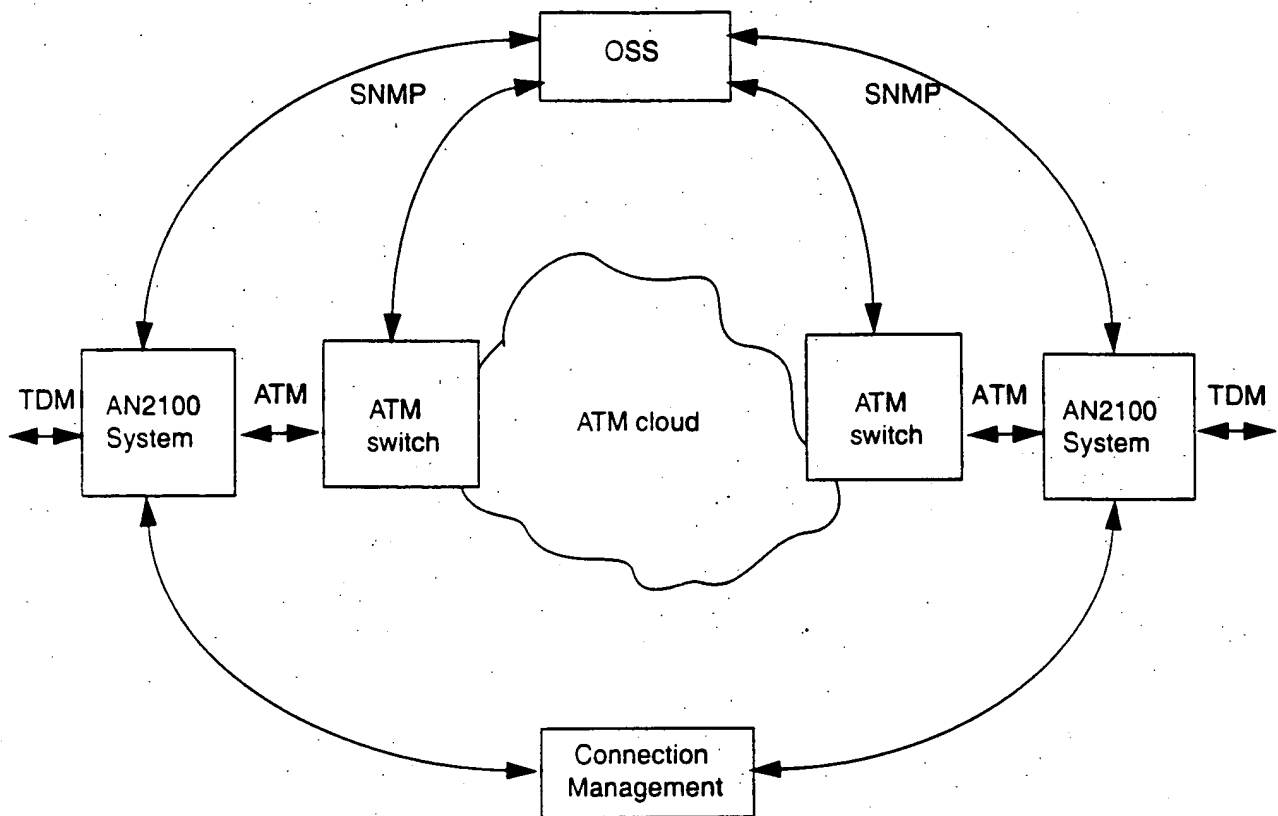 OSS
SNMP
SNMP
TDM
AN2100
System
ATM
ATM
switch
ATM cloud
ATM
switch
ATM
AN2100
System
TDM
Connection
Management